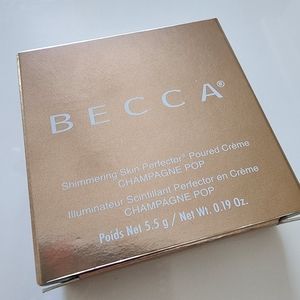 BECCA®
Shimmering Skin Perfector® Poured Crème
CHAMPAGNE POP
Illuminateur Scintillant Perfector en Crème
CHAMPAGNE POP
Poids Net 5.5 g / Net Wt. 0.19 Oz.